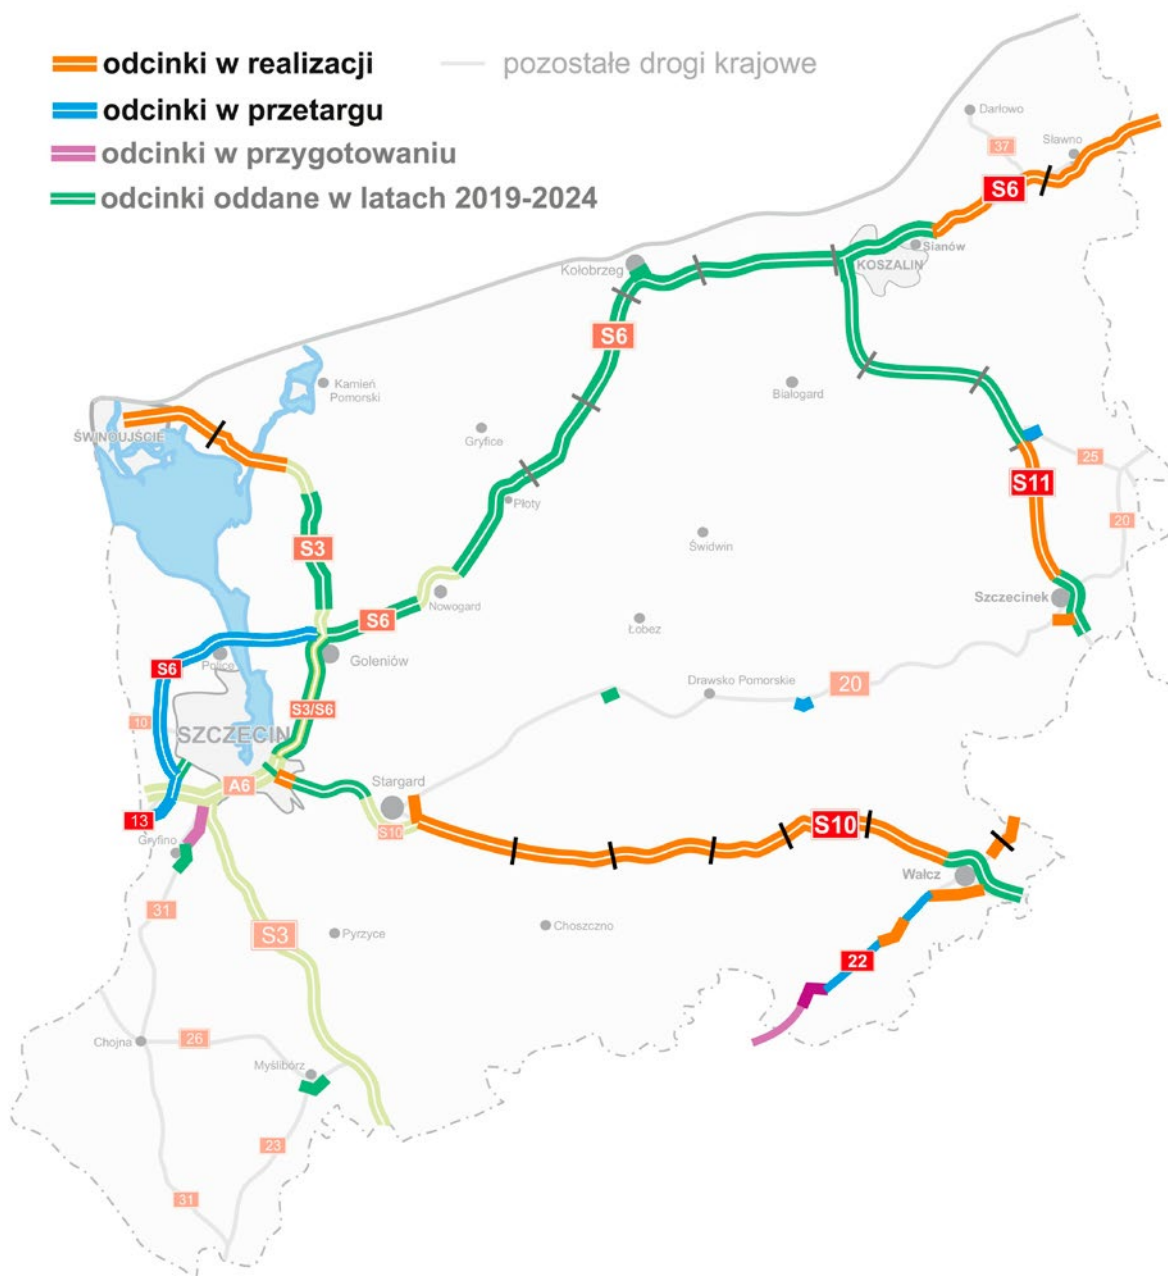 odcinki w realizacji
pozostałe drogi krajowe
odcinki w przetargu
odcinki w przygotowaniu
odcinki oddane w latach 2019-2024
Darłowo
37
Sławno
S6
Sianów
KOSZALIN
Kołobrzeg
S6
Kamień
Pomorski
Białogard
ŚWINOUJŚCIE
Gryfice
25
S11
Płoty
20
Świdwin
S3
Szczecinek
Nowogard
S6
Łobez
Police
Goleniów
S6
Drawsko Pomorskie
20
S3/S6
10
SZCZECIN
Stargard
A6
13
S10
S10
Gryfino
Wałcz
31
Choszczno
S3
Pyrzyce
22
26
Chojna
Myślibórz
23
31